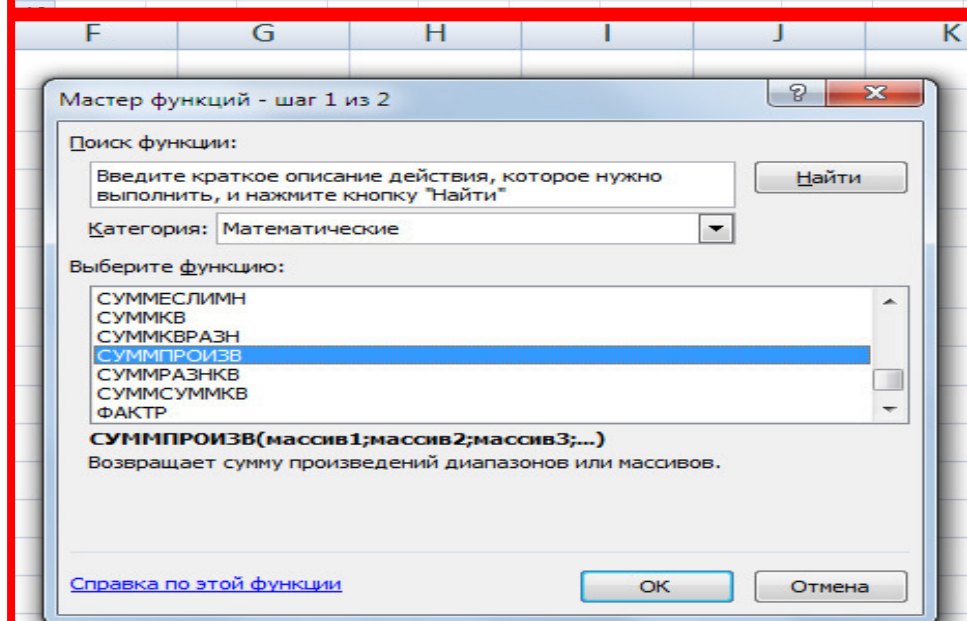 F G H I J K
Мастер функций - шаг 1 из 2
Поиск функции:
Введите краткое описание действия, которое нужно
выполнить, и нажмите кнопку "Найти"
Найти
Категория: Математические
Выберите функцию:
СУММЕСЛИМН
СУММКВ
СУММКВРАЗН
СУММПРОИЗВ
СУММРАЗНКВ
СУММСУММКВ
ФАКТР
СУММПРОИЗВ(массив1;массив2;массив3;...)
Возвращает сумму произведений диапазонов или массивов.
Справка по этой функции
ОК
Отмена